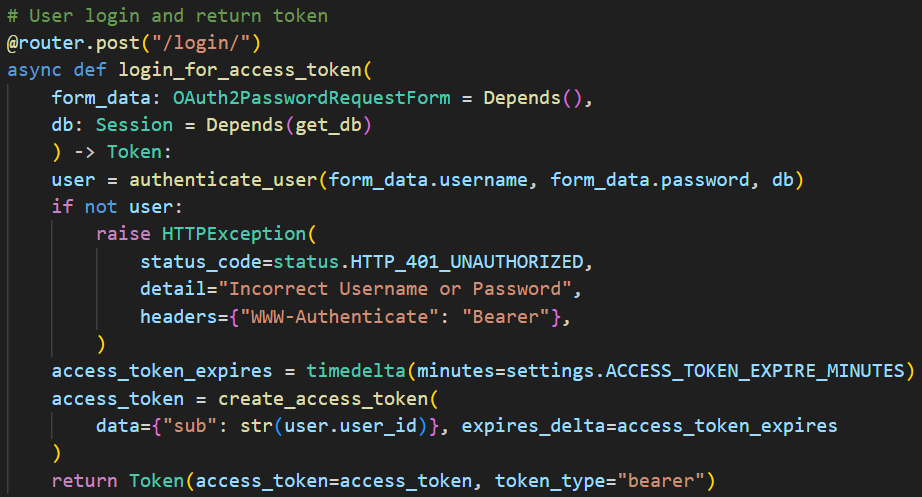 # User login and return token
@router.post("/login/")
async def login_for_access_token(
    form_data: OAuth2PasswordRequestForm = Depends(),
    db: Session = Depends(get_db)
    ) -> Token:
    user = authenticate_user(form_data.username, form_data.password, db)
    if not user:
        raise HTTPException(
            status_code=status.HTTP_401_UNAUTHORIZED,
            detail="Incorrect Username or Password",
            headers={"WWW-Authenticate": "Bearer"},
        )
    access_token_expires = timedelta(minutes=settings.ACCESS_TOKEN_EXPIRE_MINUTES)
    access_token = create_access_token(
        data={"sub": str(user.user_id)}, expires_delta=access_token_expires
    )
    return Token(access_token=access_token, token_type="bearer")